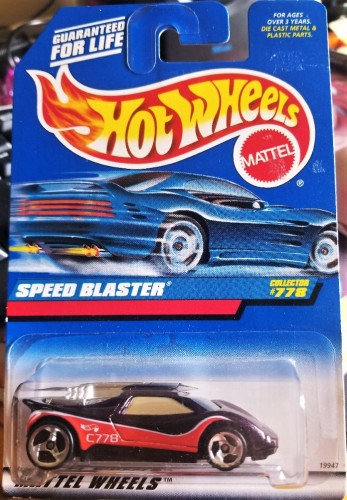 GUARANTEED
FOR LIFE
FOR AGES
OVER 3 YEARS.
DIE CAST METAL &
PLASTIC PARTS.
HOT WHEELS
MATTEL
®
SPEED BLASTER®
COLLECTOR
#778
C778
19947
MATTEL WHEELS™